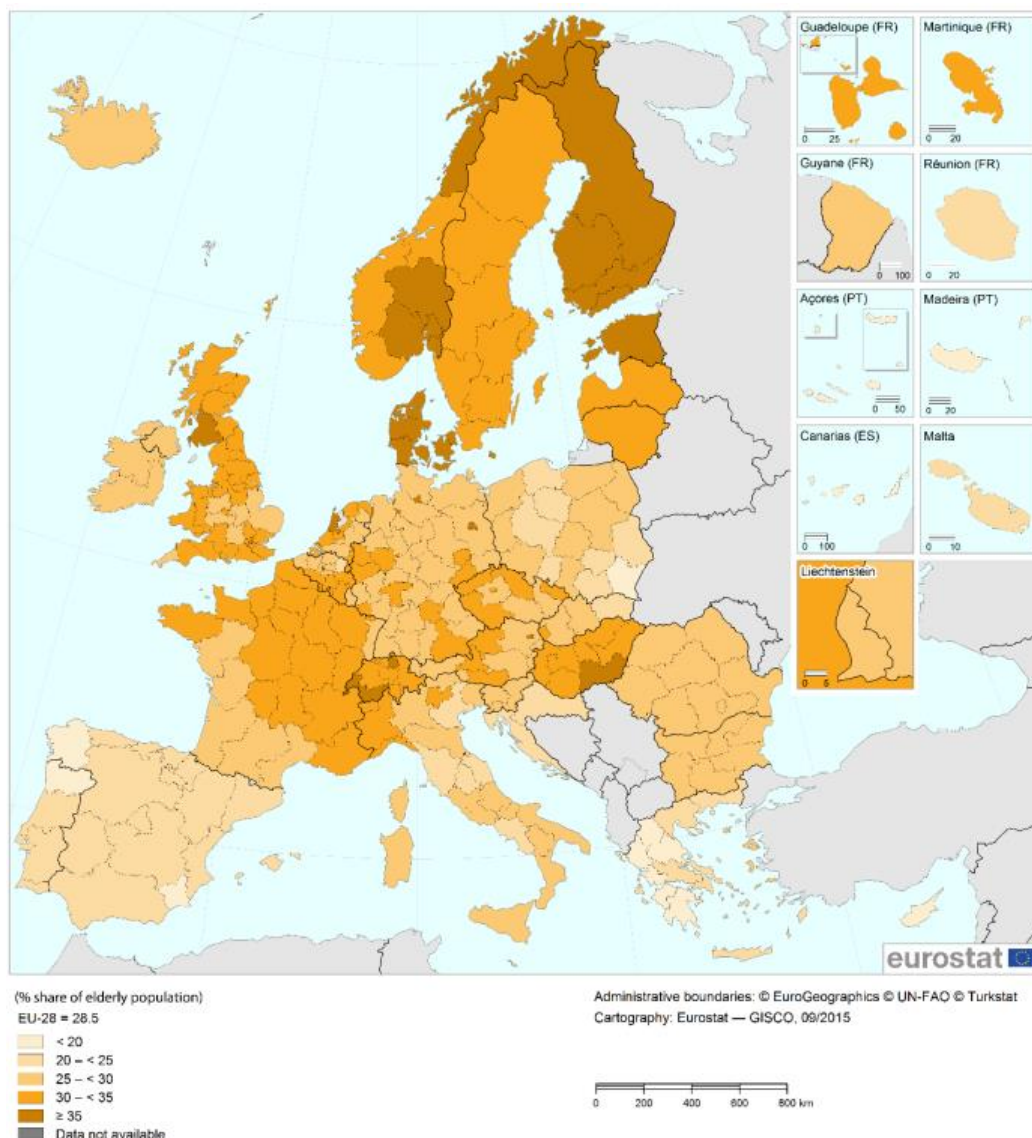 Guadeloupe (FR)
0 25
Martinique (FR)
0 20
Guyane (FR)
0 100
Réunion (FR)
0 20
Açores (PT)
0 50
Madeira (PT)
0 20
Canarias (ES)
0 100
Malta
0 10
Liechtenstein
0 5
eurostat
(% share of elderly population)
EU-28 = 28.5
< 20
20 – < 25
25 – < 30
30 – < 35
≥ 35
Data not available
Administrative boundaries: © EuroGeographics © UN-FAO © Turkstat
Cartography: Eurostat — GISCO, 09/2015
0 200 400 600 800 km